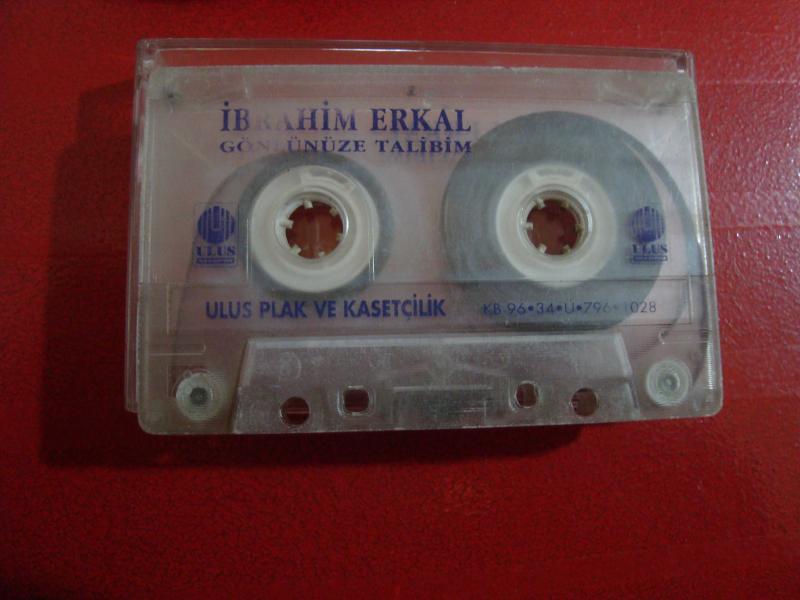 İBRAHİM ERKAL
GÖNLÜNÜZE TALİBİM
ULUS
ULUS
ULUS PLAK VE KASETÇİLİK
KB 96•34•U•796•1028